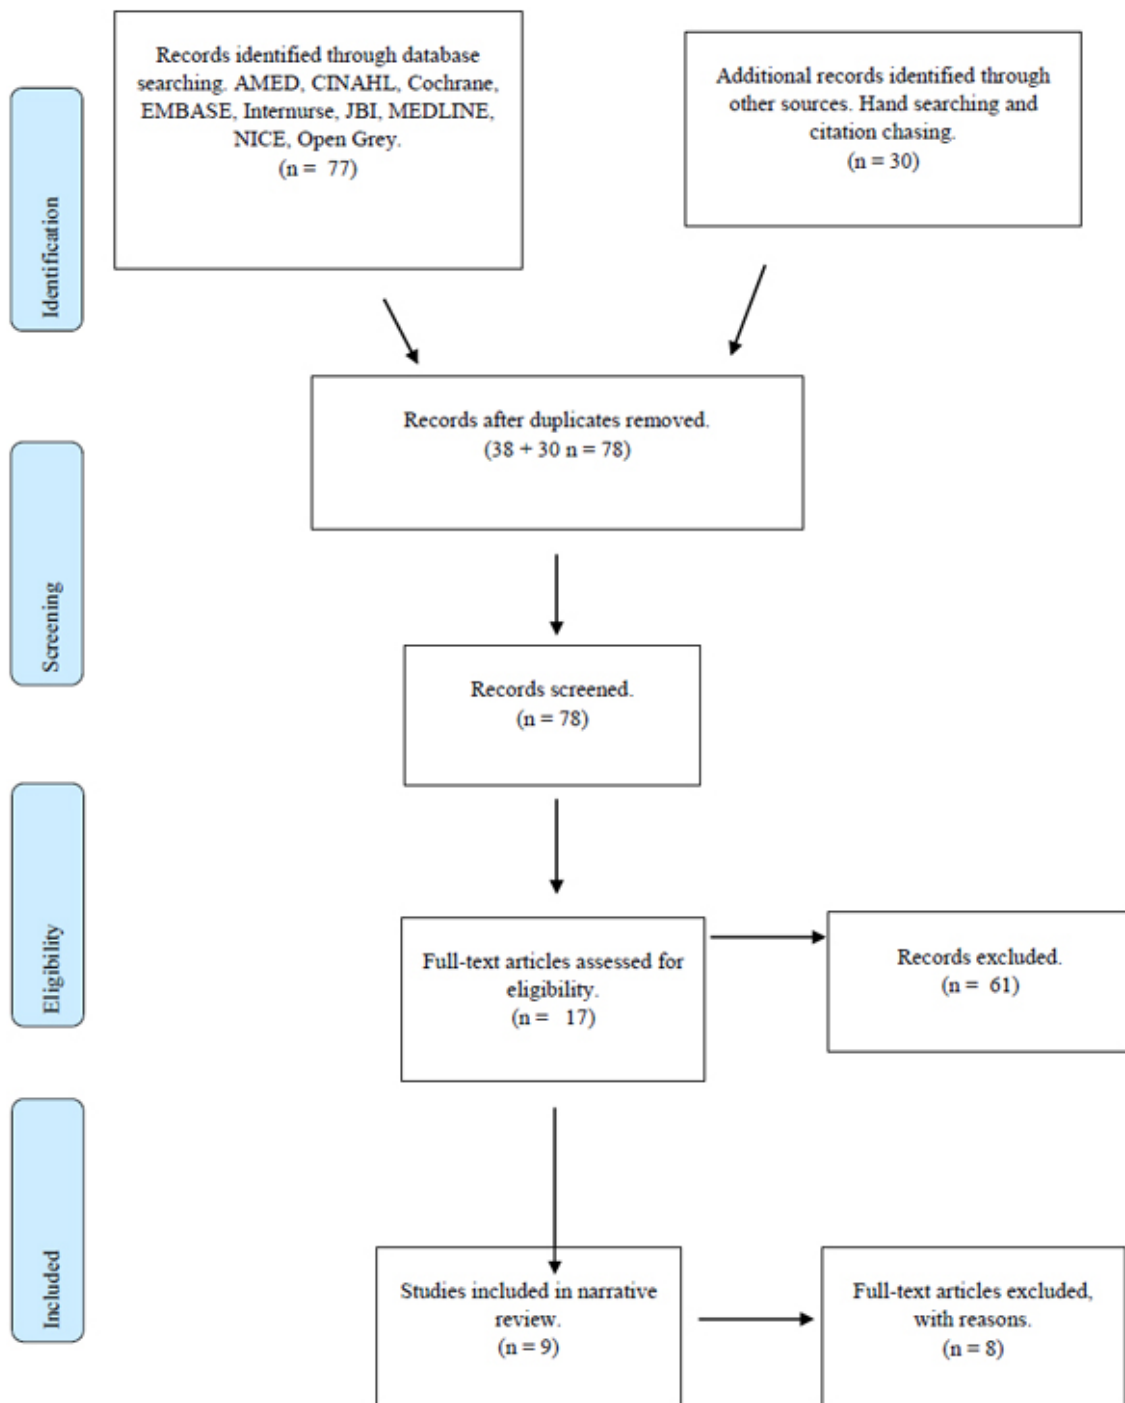 Records identified through database
searching. AMED, CINAHL, Cochrane,
EMBASE, Internurse, JBI, MEDLINE,
NICE, Open Grey.
(n = 77)
Additional records identified through
other sources. Hand searching and
citation chasing.
(n = 30)
Identification
Records after duplicates removed.
(38 + 30 n = 78)
Screening
Records screened.
(n = 78)
Eligibility
Full-text articles assessed for
eligibility.
(n = 17)
Records excluded.
(n = 61)
Included
Studies included in narrative
review.
(n = 9)
Full-text articles excluded,
with reasons.
(n = 8)